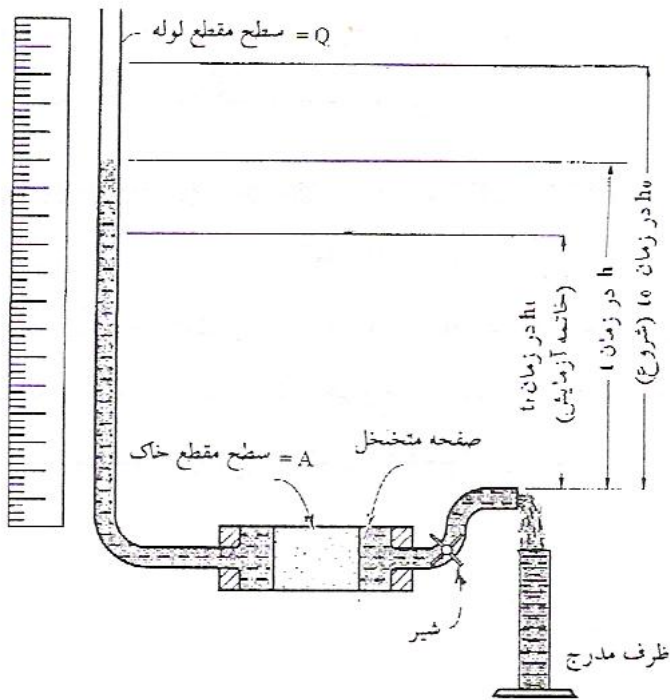 سطح مقطع لوله = Q
h₀ در زمان t₀ (شروع)
h در زمان t
h₁ در زمان t₁
(خاتمه آزمایش)
سطح مقطع خاک = A
صفحه متخلخل
شیر
ظرف مدرج